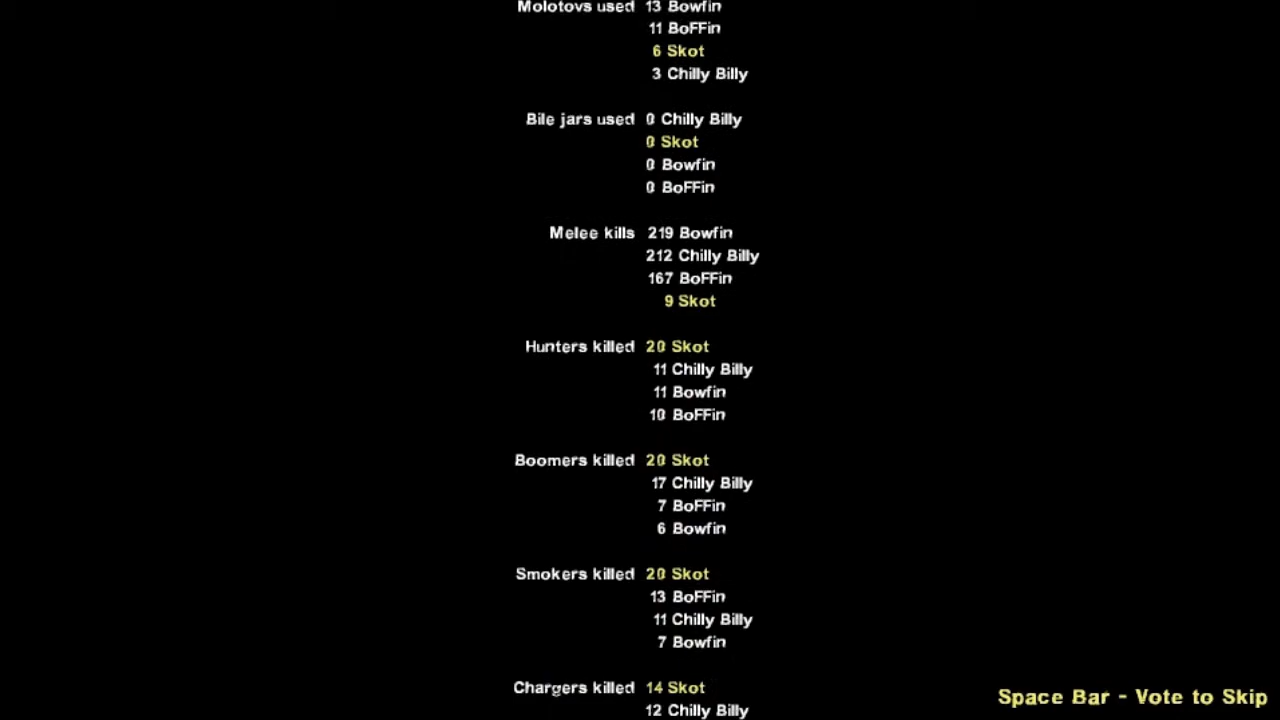 Molotovs used 13 Bowfin
11 BoFFin
6 Skot
3 Chilly Billy
Bile jars used 0 Chilly Billy
0 Skot
0 Bowfin
0 BoFFin
Melee kills 219 Bowfin
212 Chilly Billy
167 BoFFin
9 Skot
Hunters killed 20 Skot
11 Chilly Billy
11 Bowfin
10 BoFFin
Boomers killed 20 Skot
17 Chilly Billy
7 BoFFin
6 Bowfin
Smokers killed 20 Skot
13 BoFFin
11 Chilly Billy
7 Bowfin
Chargers killed 14 Skot
12 Chilly Billy
Space Bar - Vote to Skip